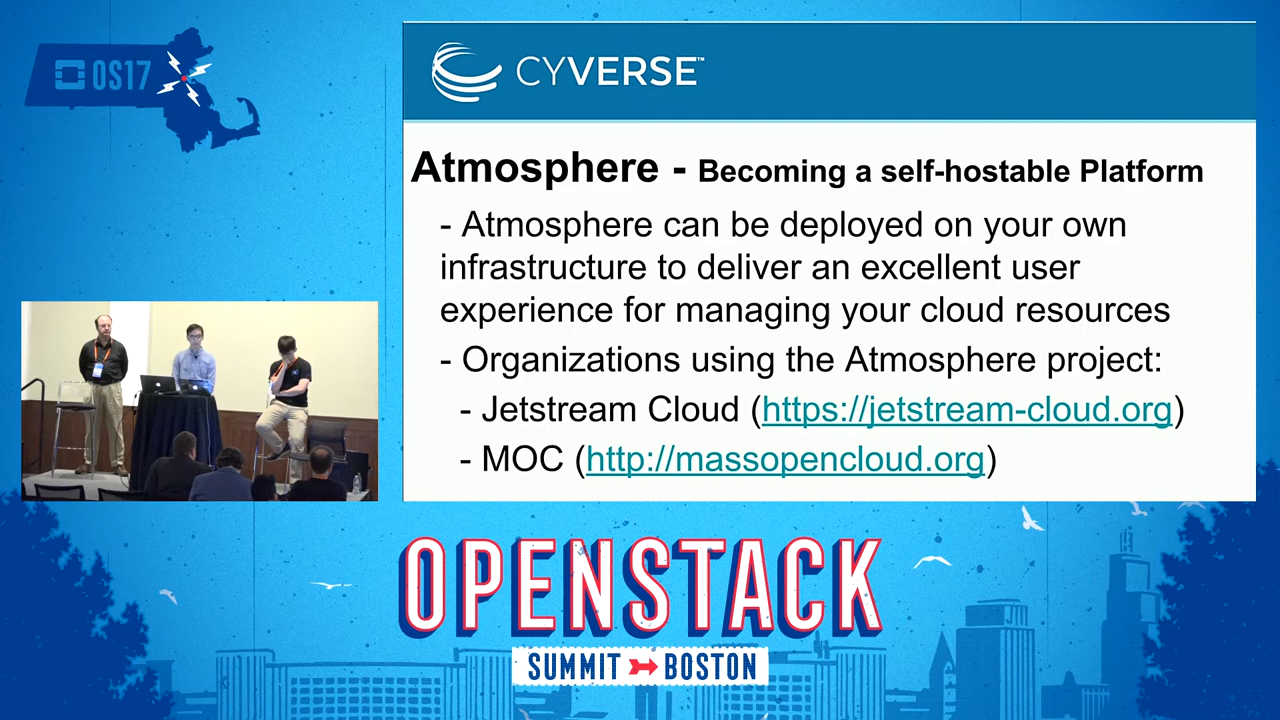 OS17
CYVERSE™
Atmosphere - Becoming a self-hostable Platform
- Atmosphere can be deployed on your own
infrastructure to deliver an excellent user
experience for managing your cloud resources
- Organizations using the Atmosphere project:
- Jetstream Cloud (https://jetstream-cloud.org)
- MOC (http://massopencloud.org)
OPENSTACK
SUMMIT BOSTON